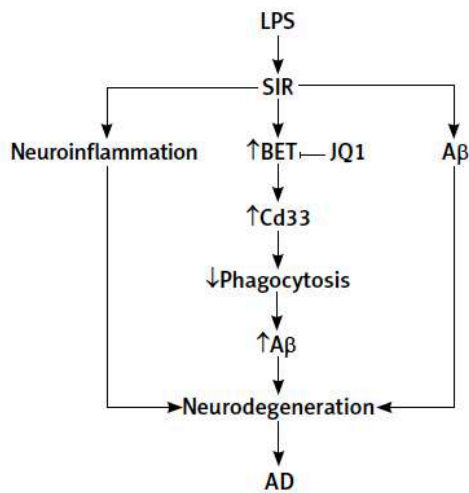 LPS
SIR
Neuroinflammation ↑BET JQ1 Aβ
↑Cd33
↓Phagocytosis
↑Aβ
Neurodegeneration
AD